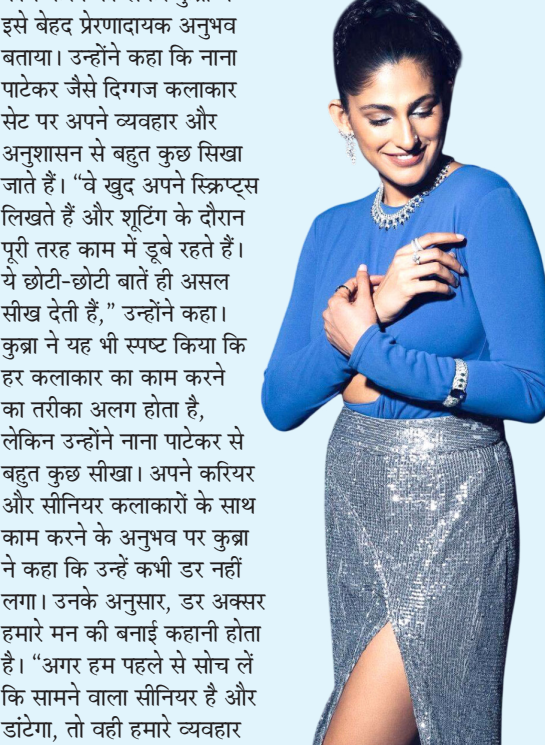 इसे बेहद प्रेरणादायक अनुभव
बताया। उन्होंने कहा कि नाना
पाटेकर जैसे दिग्गज कलाकार
सेट पर अपने व्यवहार और
अनुशासन से बहुत कुछ सिखा
जाते हैं। “वे खुद अपने स्क्रिप्ट्स
लिखते हैं और शूटिंग के दौरान
पूरी तरह काम में डूबे रहते हैं।
ये छोटी-छोटी बातें ही असल
सीख देती हैं,” उन्होंने कहा।
कुब्रा ने यह भी स्पष्ट किया कि
हर कलाकार का काम करने
का तरीका अलग होता है,
लेकिन उन्होंने नाना पाटेकर से
बहुत कुछ सीखा। अपने करियर
और सीनियर कलाकारों के साथ
काम करने के अनुभव पर कुब्रा
ने कहा कि उन्हें कभी डर नहीं
लगा। उनके अनुसार, डर अक्सर
हमारे मन की बनाई कहानी होता
है। “अगर हम पहले से सोच लें
कि सामने वाला सीनियर है और
डांटेगा, तो वही हमारे व्यवहार